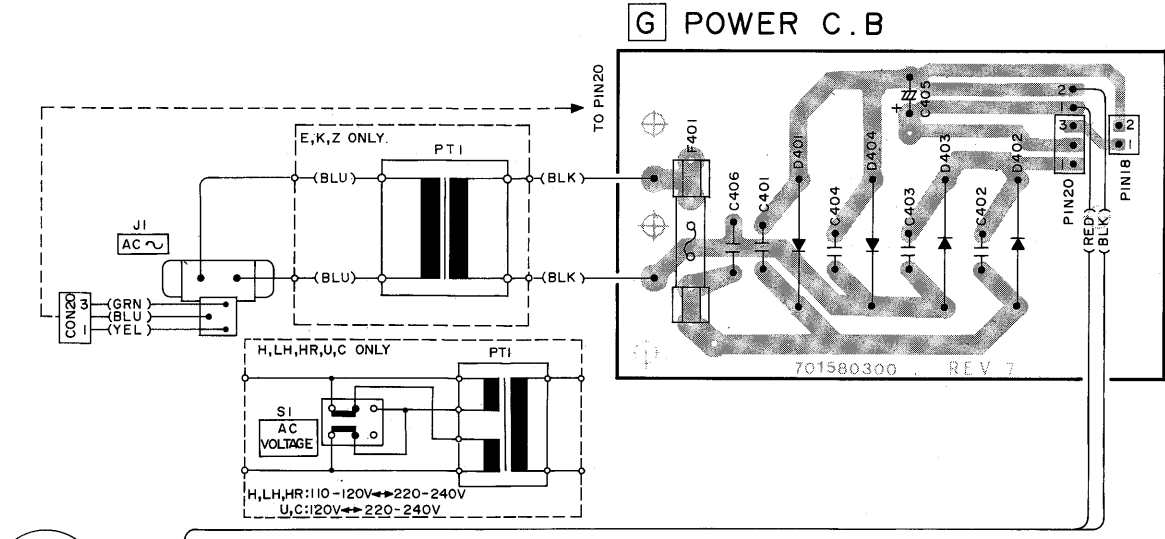 G POWER C.B
TO PIN20
E,K,Z ONLY.
PT1
(BLU)
(BLK)
J1
AC ~
(BLU)
(BLK)
CON20
3 (GRN)
(BLU)
1 (YEL)
F401
C406
C401
D401
C404
D404
C405
+
C403
D403
C402
D402
2
1
3
1
PIN20
2
1
PIN18
(RED)
(BLK)
701580300 REV 7
H,LH,HR,U,C ONLY
PT1
S1
AC
VOLTAGE
H,LH,HR:110-120V↔220-240V
U,C:120V↔220-240V